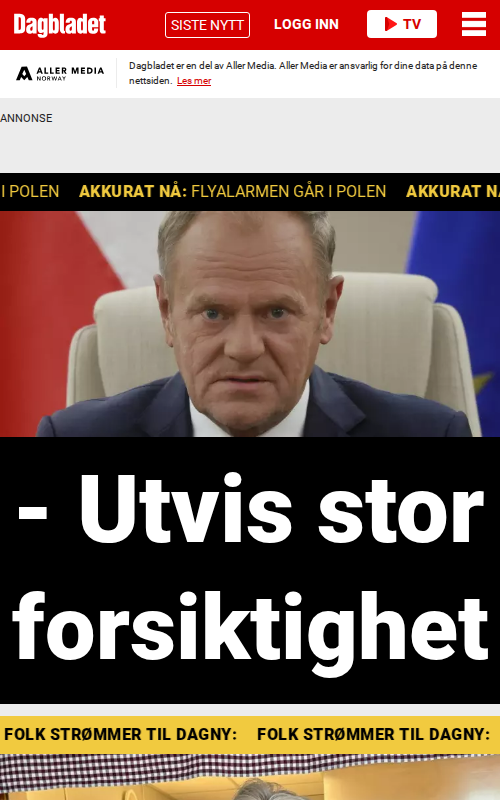 Dagbladet
SISTE NYTT
LOGG INN
TV
ALLER MEDIA
NORWAY
Dagbladet er en del av Aller Media. Aller Media er ansvarlig for dine data på denne
nettsiden. Les mer
ANNONSE
I POLEN AKKURAT NÅ: FLYALARMEN GÅR I POLEN AKKURAT NÅ
- Utvis stor
forsiktighet
FOLK STRØMMER TIL DAGNY: FOLK STRØMMER TIL DAGNY: